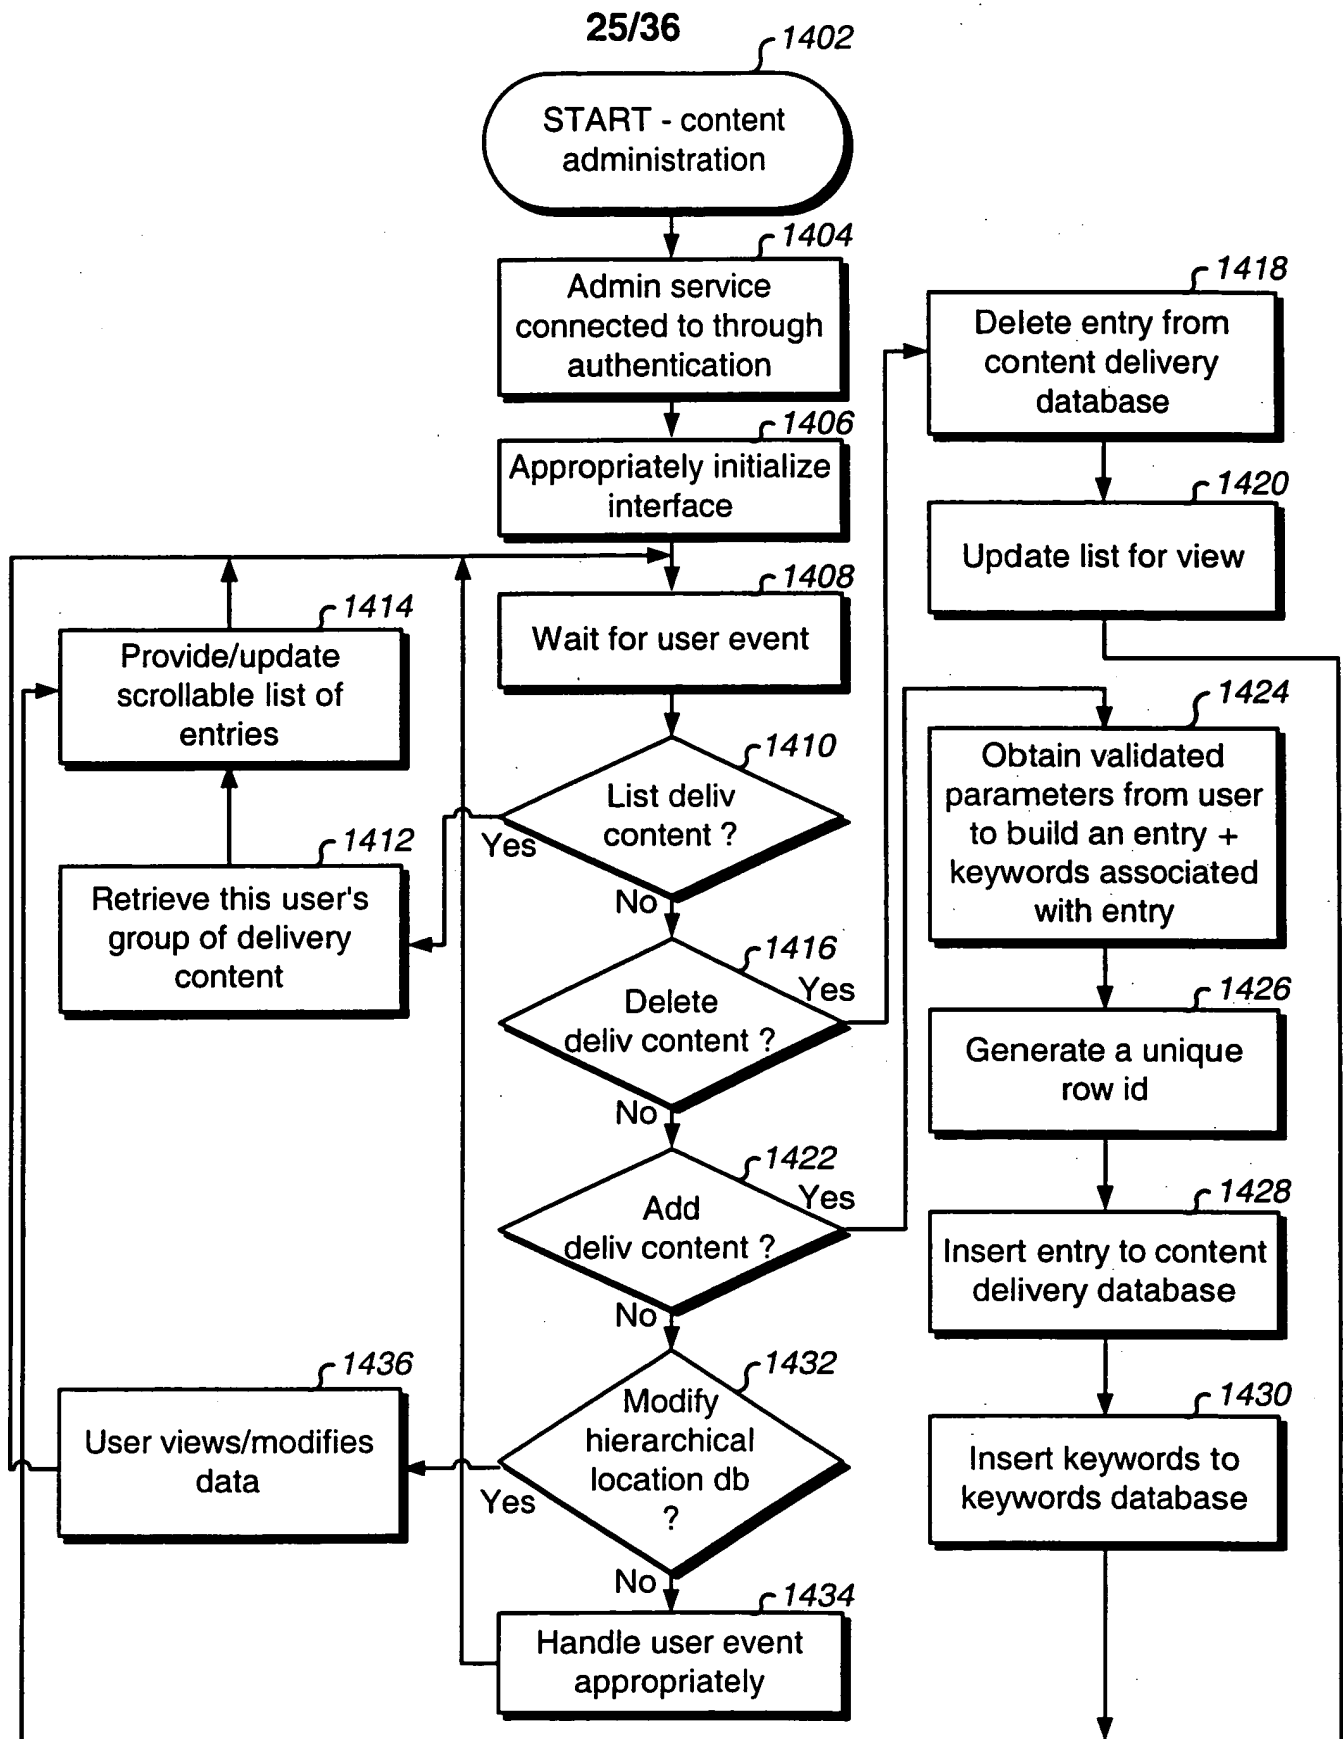 25/36
1402
START - content
administration
1404
Admin service
connected to through
authentication
1406
Appropriately initialize
interface
1408
Wait for user event
1410
List deliv
content ?
Yes
No
1414
Provide/update
scrollable list of
entries
1412
Retrieve this user's
group of delivery
content
1416
Delete
deliv content ?
Yes
No
1418
Delete entry from
content delivery
database
1420
Update list for view
1422
Add
deliv content ?
Yes
No
1424
Obtain validated
parameters from user
to build an entry +
keywords associated
with entry
1426
Generate a unique
row id
1428
Insert entry to content
delivery database
1430
Insert keywords to
keywords database
1432
Modify
hierarchical
location db
?
Yes
No
1436
User views/modifies
data
1434
Handle user event
appropriately